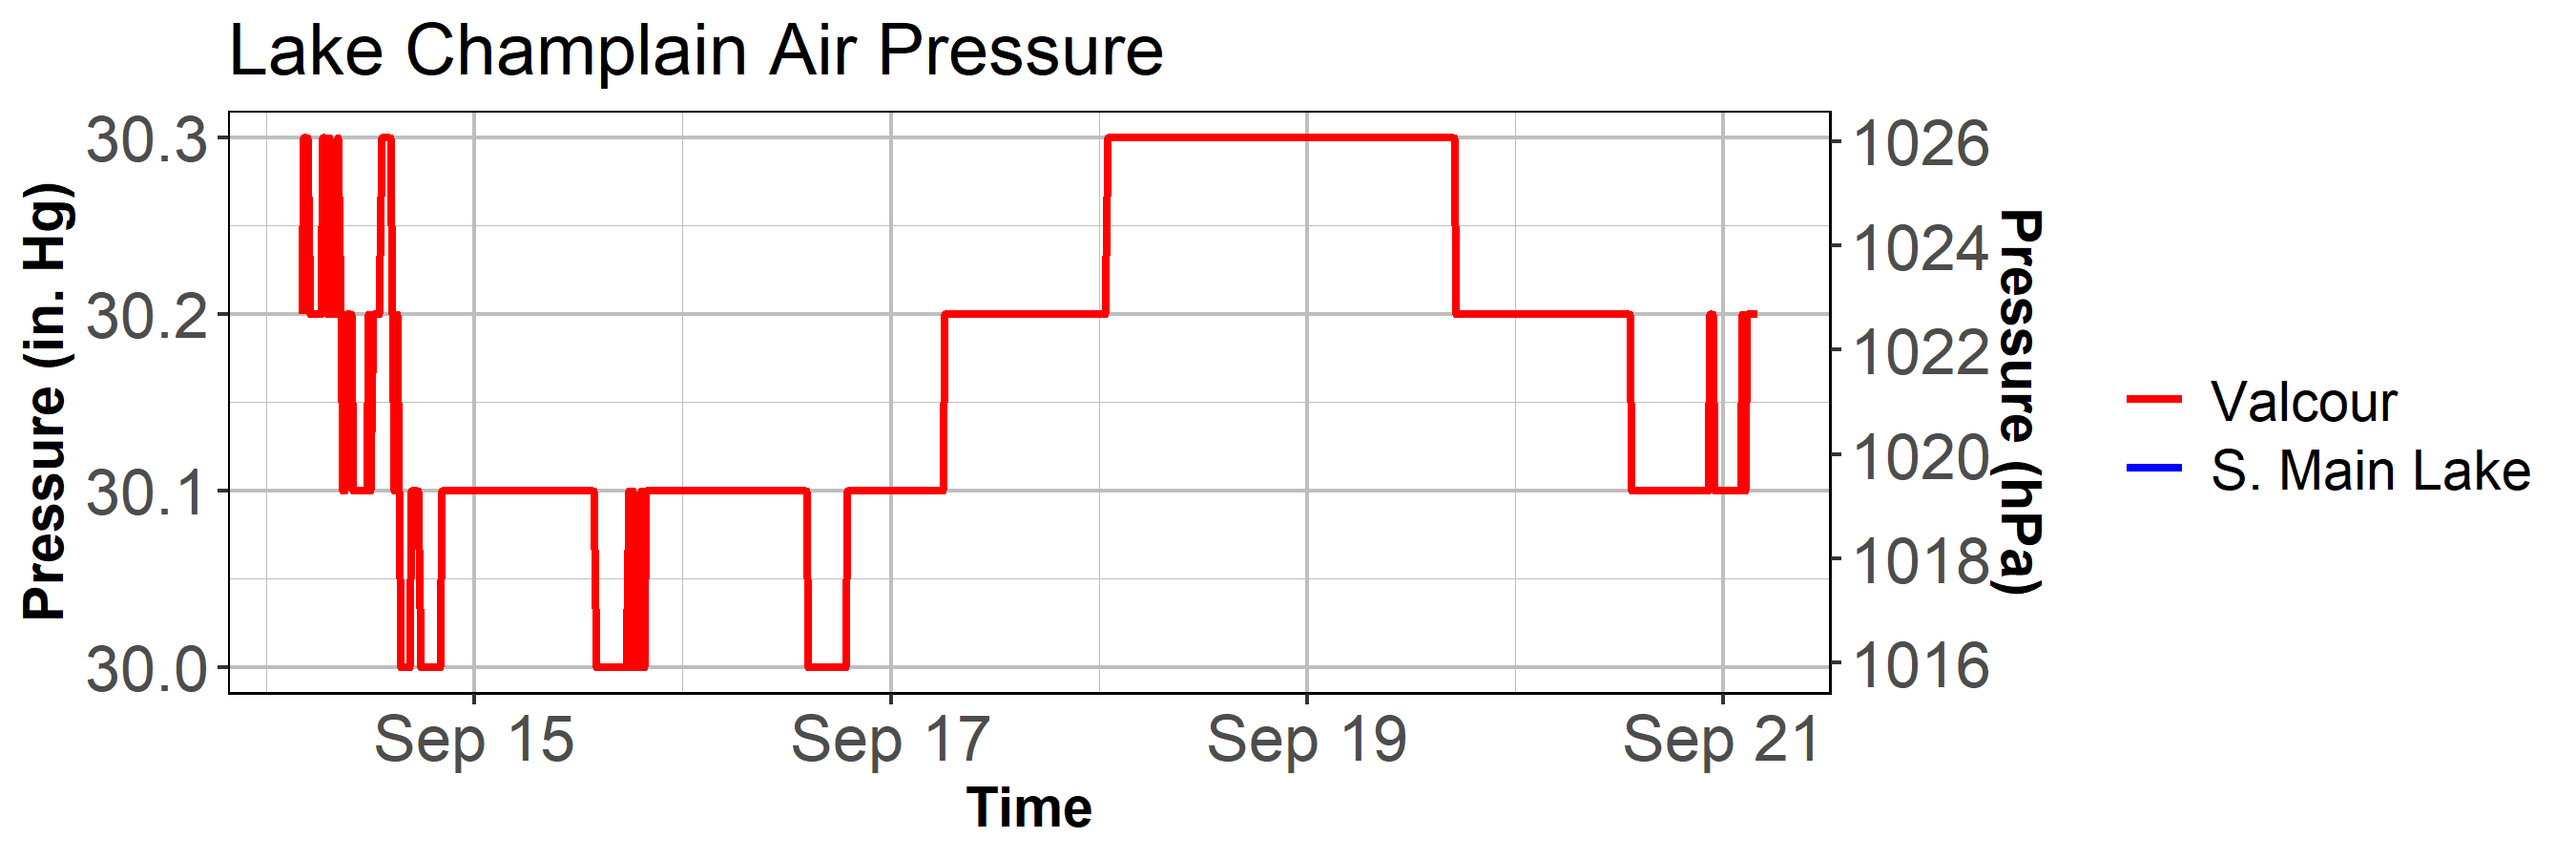 Lake Champlain Air Pressure
Pressure (in. Hg)
30.3
30.2
30.1
30.0
1026
1024
1022
1020
1018
1016
Pressure (hPa)
Sep 15 Sep 17 Sep 19 Sep 21
Time
Valcour
S. Main Lake